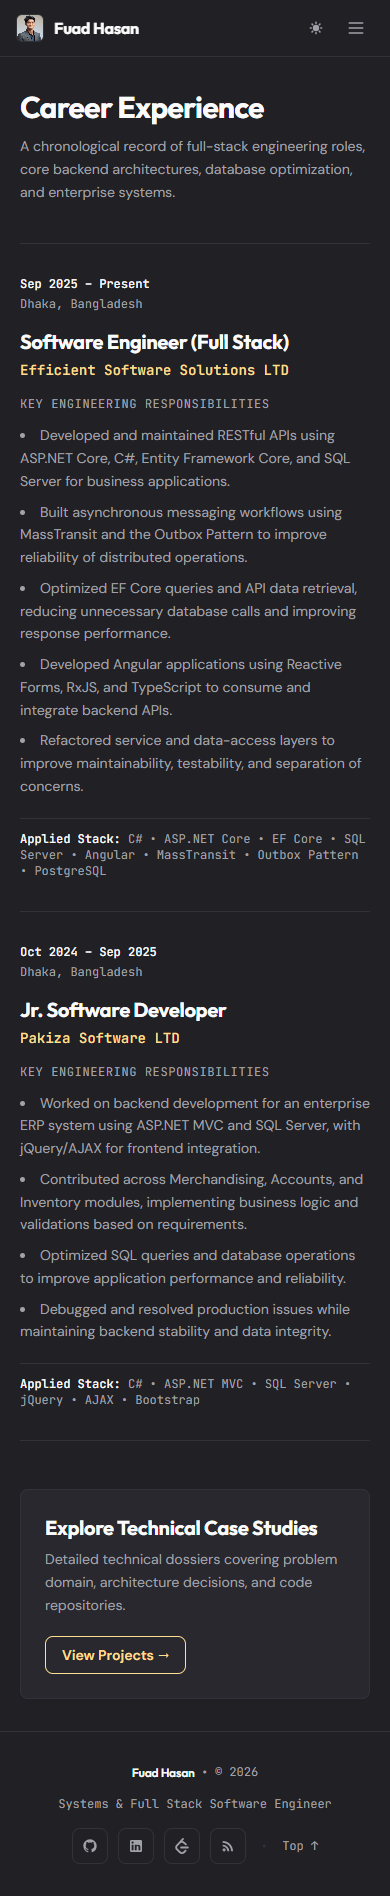 Fuad Hasan
Career Experience
A chronological record of full-stack engineering roles,
core backend architectures, database optimization,
and enterprise systems.
Sep 2025 – Present
Dhaka, Bangladesh
Software Engineer (Full Stack)
Efficient Software Solutions LTD
KEY ENGINEERING RESPONSIBILITIES
• Developed and maintained RESTful APIs using
ASP.NET Core, C#, Entity Framework Core, and SQL
Server for business applications.
• Built asynchronous messaging workflows using
MassTransit and the Outbox Pattern to improve
reliability of distributed operations.
• Optimized EF Core queries and API data retrieval,
reducing unnecessary database calls and improving
response performance.
• Developed Angular applications using Reactive
Forms, RxJS, and TypeScript to consume and
integrate backend APIs.
• Refactored service and data-access layers to
improve maintainability, testability, and separation of
concerns.
Applied Stack: C# • ASP.NET Core • EF Core • SQL
Server • Angular • MassTransit • Outbox Pattern
• PostgreSQL
Oct 2024 – Sep 2025
Dhaka, Bangladesh
Jr. Software Developer
Pakiza Software LTD
KEY ENGINEERING RESPONSIBILITIES
• Worked on backend development for an enterprise
ERP system using ASP.NET MVC and SQL Server, with
jQuery/AJAX for frontend integration.
• Contributed across Merchandising, Accounts, and
Inventory modules, implementing business logic and
validations based on requirements.
• Optimized SQL queries and database operations
to improve application performance and reliability.
• Debugged and resolved production issues while
maintaining backend stability and data integrity.
Applied Stack: C# • ASP.NET MVC • SQL Server •
jQuery • AJAX • Bootstrap
Explore Technical Case Studies
Detailed technical dossiers covering problem
domain, architecture decisions, and code
repositories.
View Projects →
Fuad Hasan • © 2026
Systems & Full Stack Software Engineer
· Top ↑